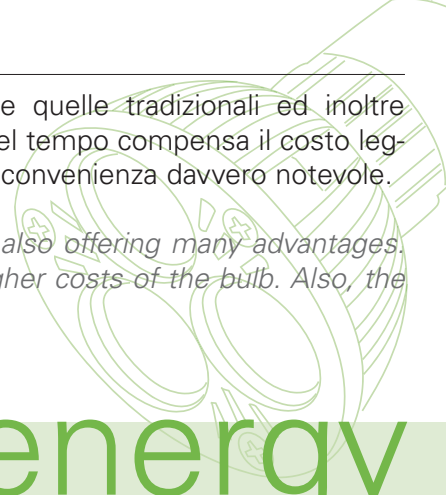 e quelle tradizionali ed inoltre
el tempo compensa il costo leg-
convenienza davvero notevole.
also offering many advantages.
gher costs of the bulb. Also, the
energy